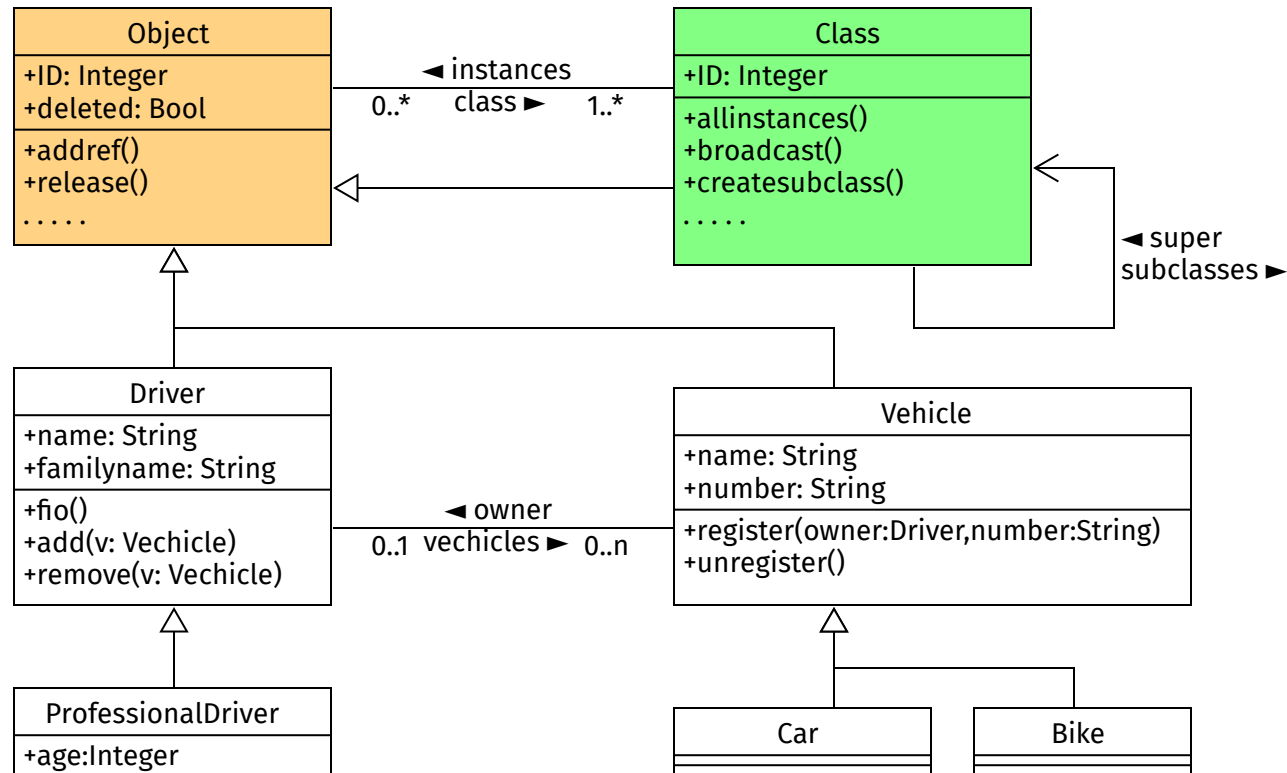 Object
+ID: Integer
+deleted: Bool
+addref()
+release()
. . . . .
◄ instances
0..* class ► 1..*
Class
+ID: Integer
+allinstances()
+broadcast()
+createsubclass()
. . . . .
◄ super
subclasses ►
Driver
+name: String
+familyname: String
+fio()
+add(v: Vechicle)
+remove(v: Vechicle)
◄ owner
0..1 vechicles ► 0..n
Vehicle
+name: String
+number: String
+register(owner:Driver,number:String)
+unregister()
ProfessionalDriver
+age:Integer
Car
Bike